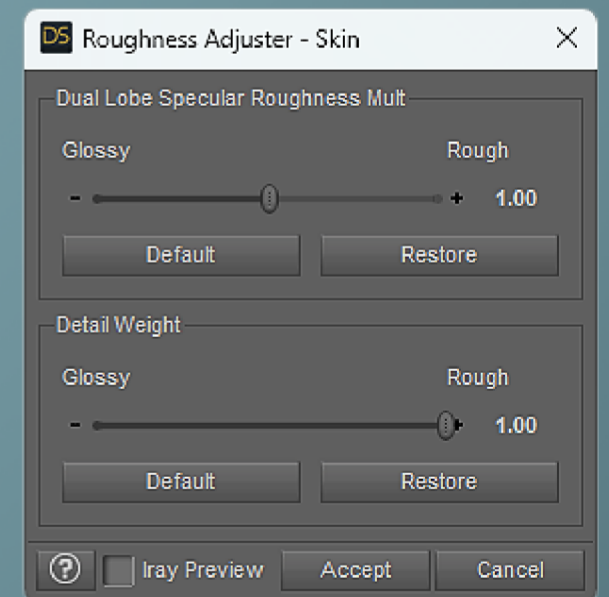 DS Roughness Adjuster - Skin
Dual Lobe Specular Roughness Mult
Glossy Rough
- + 1.00
Default Restore
Detail Weight
Glossy Rough
- + 1.00
Default Restore
? Iray Preview Accept Cancel